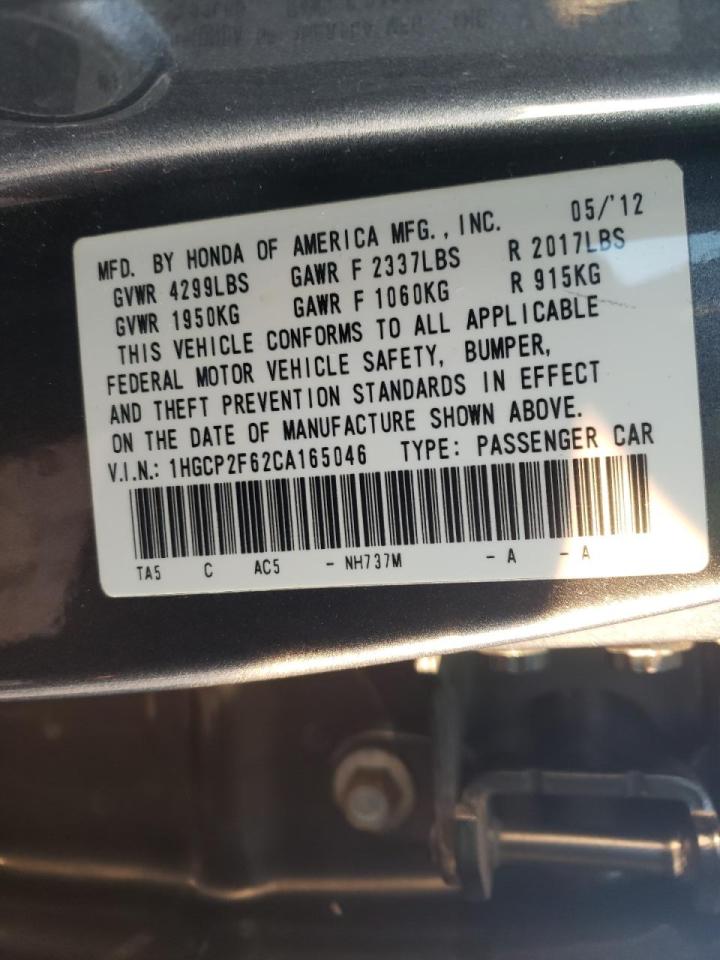 MFD. BY HONDA OF AMERICA MFG., INC. 05/'12
GVWR 4299LBS GAWR F 2337LBS R 2017LBS
GVWR 1950KG GAWR F 1060KG R 915KG
THIS VEHICLE CONFORMS TO ALL APPLICABLE
FEDERAL MOTOR VEHICLE SAFETY, BUMPER,
AND THEFT PREVENTION STANDARDS IN EFFECT
ON THE DATE OF MANUFACTURE SHOWN ABOVE.
V.I.N.: 1HGCP2F62CA165046 TYPE: PASSENGER CAR
TA5 C AC5 - NH737M - A - A